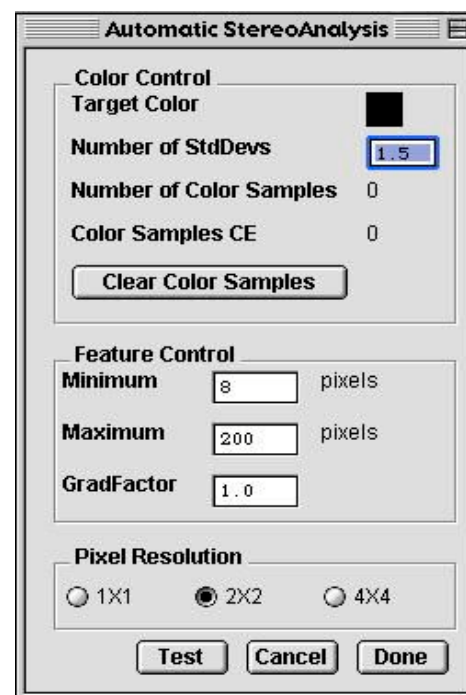 Automatic StereoAnalysis
Color Control
Target Color
Number of StdDevs 1.5
Number of Color Samples 0
Color Samples CE 0
Clear Color Samples
Feature Control
Minimum 8 pixels
Maximum 200 pixels
GradFactor 1.0
Pixel Resolution
1X1 2X2 4X4
Test Cancel Done